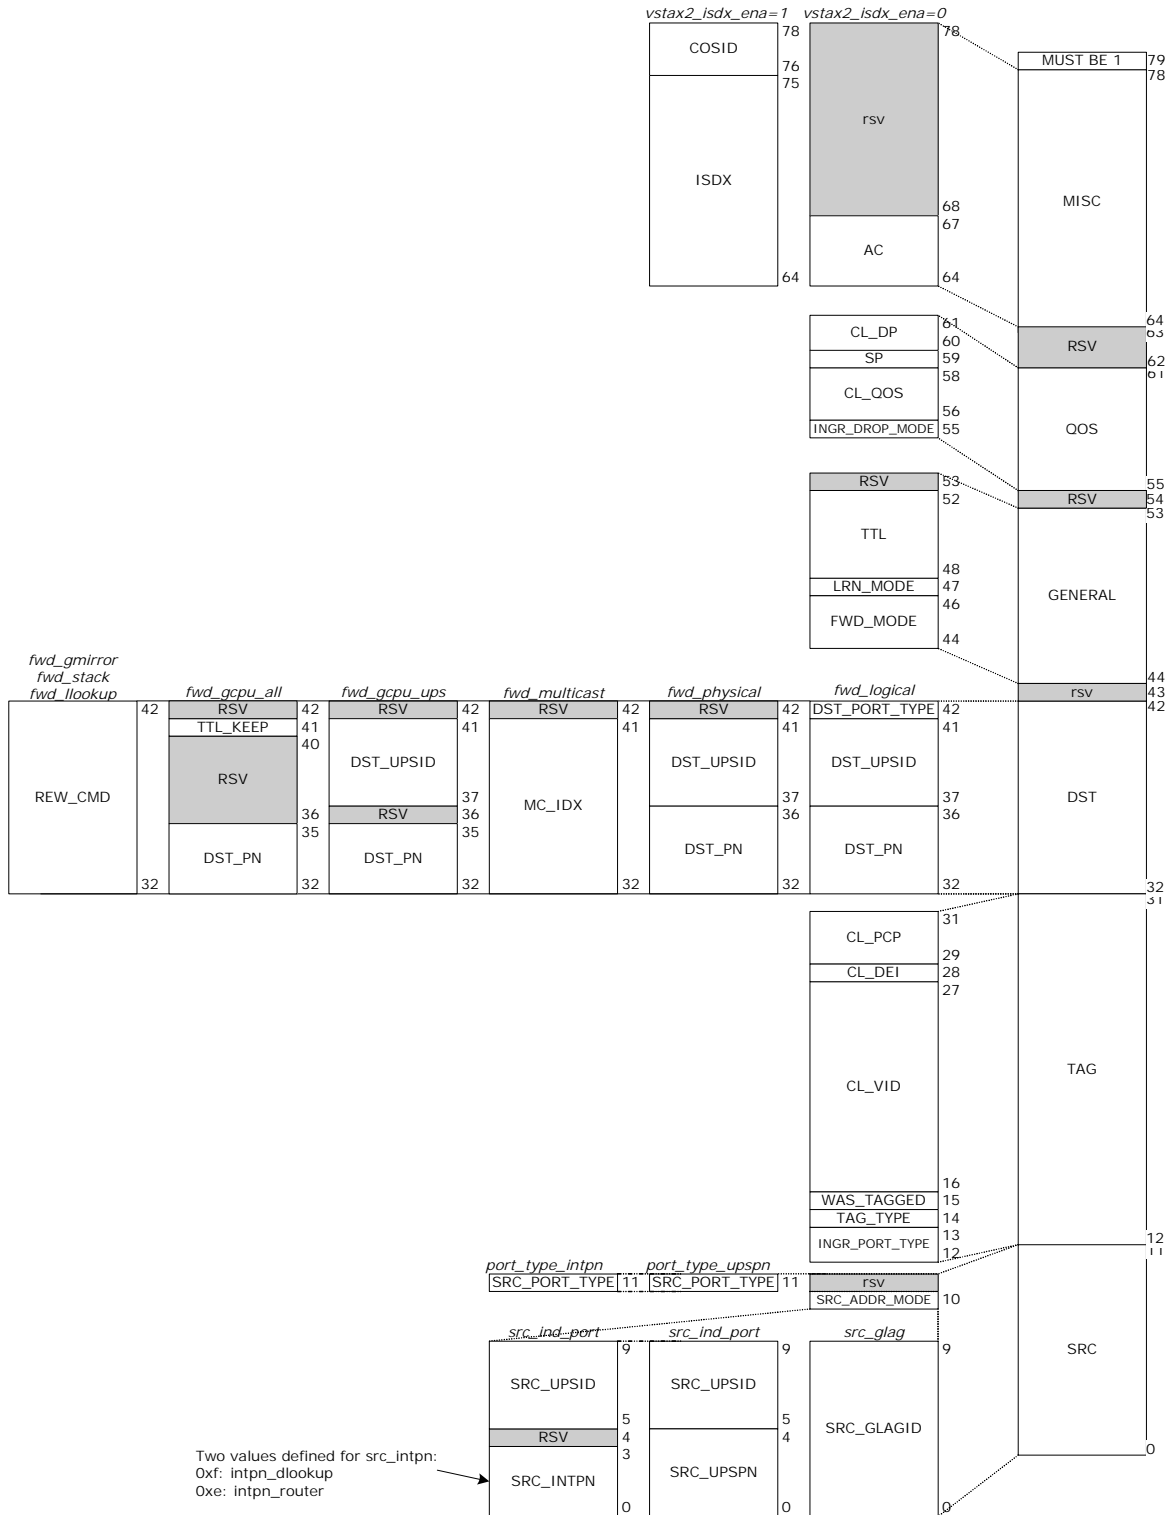 vstax2_isdx_ena=1 vstax2_isdx_ena=0
78 78
COSID
76
75
ISDX
64
rsv
68
67
AC
64
MUST BE 1 79
78
MISC
64
63
RSV
62
61
QOS
55
RSV 54
53
GENERAL
44
rsv 43
42
DST
32
31
TAG
12
11
SRC
0
61
CL_DP
60
SP 59
58
CL_QOS
56
INGR_DROP_MODE 55
RSV 53
52
TTL
48
LRN_MODE 47
46
FWD_MODE
44
fwd_gmirror
fwd_stack
fwd_llookup
42
REW_CMD
32
fwd_gcpu_all
RSV 42
TTL_KEEP 41
40
RSV
36
35
DST_PN
32
fwd_gcpu_ups
RSV 42
41
DST_UPSID
37
RSV 36
35
DST_PN
32
fwd_multicast
RSV 42
41
MC_IDX
32
fwd_physical
RSV 42
41
DST_UPSID
37
36
DST_PN
32
fwd_logical
DST_PORT_TYPE 42
41
DST_UPSID
37
36
DST_PN
32
31
CL_PCP
29
CL_DEI 28
27
CL_VID
16
WAS_TAGGED 15
TAG_TYPE 14
13
INGR_PORT_TYPE
12
port_type_intpn port_type_upspn
SRC_PORT_TYPE 11 SRC_PORT_TYPE 11 rsv
SRC_ADDR_MODE 10
src_ind_port src_ind_port src_glag
9 9 9
SRC_UPSID
5
RSV 4
3
SRC_INTPN
0
SRC_UPSID
5
4
SRC_UPSPN
0
SRC_GLAGID
0
Two values defined for src_intpn:
0xf: intpn_dlookup
0xe: intpn_router